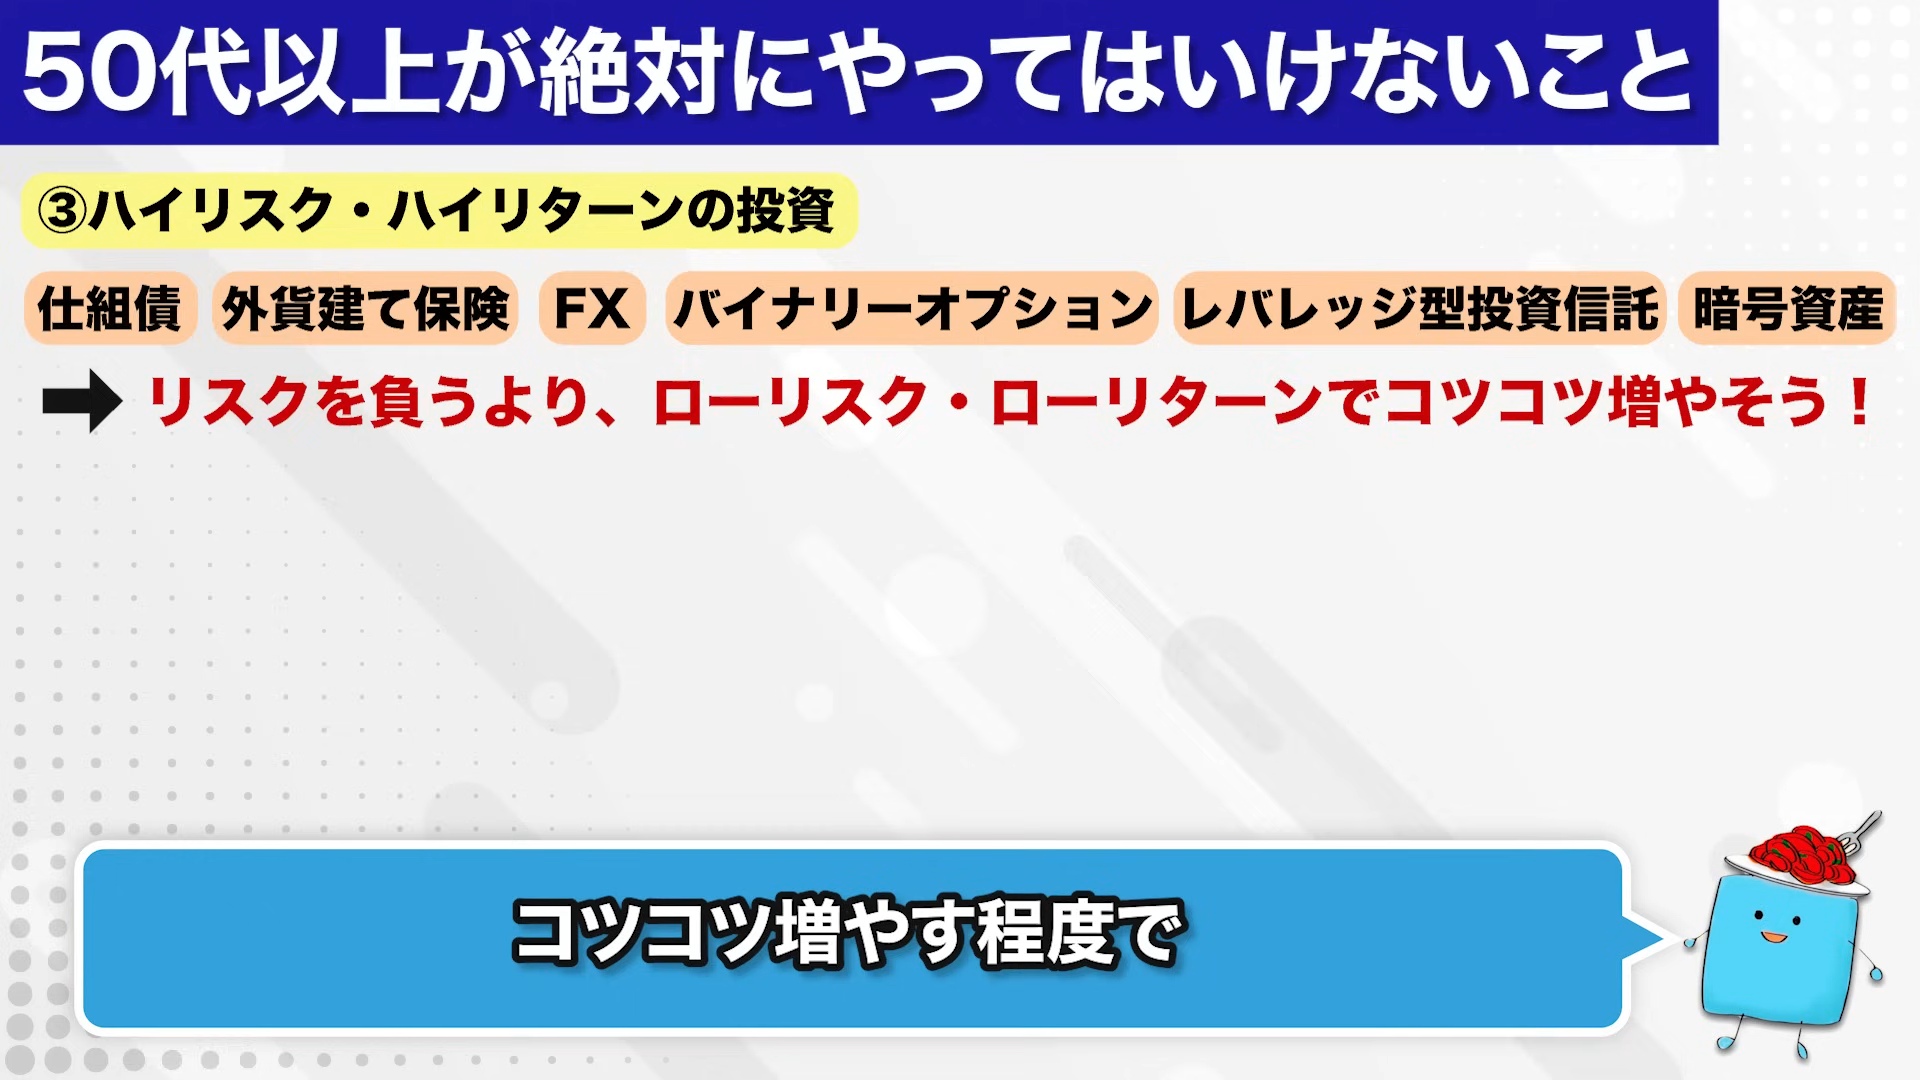 50代以上が絶対にやってはいけないこと
③ハイリスク・ハイリターンの投資
仕組債 外貨建て保険 FX バイナリーオプション レバレッジ型投資信託 暗号資産
➡ リスクを負うより、ローリスク・ローリターンでコツコツ増やそう！
コツコツ増やす程度で